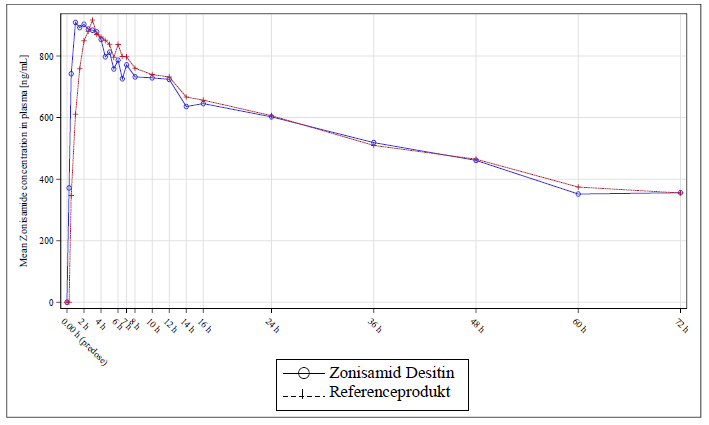 Mean Zonisamide concentration in plasma [ng/mL]
800
600
400
200
0
0.00 h (predose)
2 h
4 h
6 h
7 h
8 h
10 h
12 h
14 h
16 h
24 h
36 h
48 h
60 h
72 h
Zonisamid Desitin
Referenceprodukt